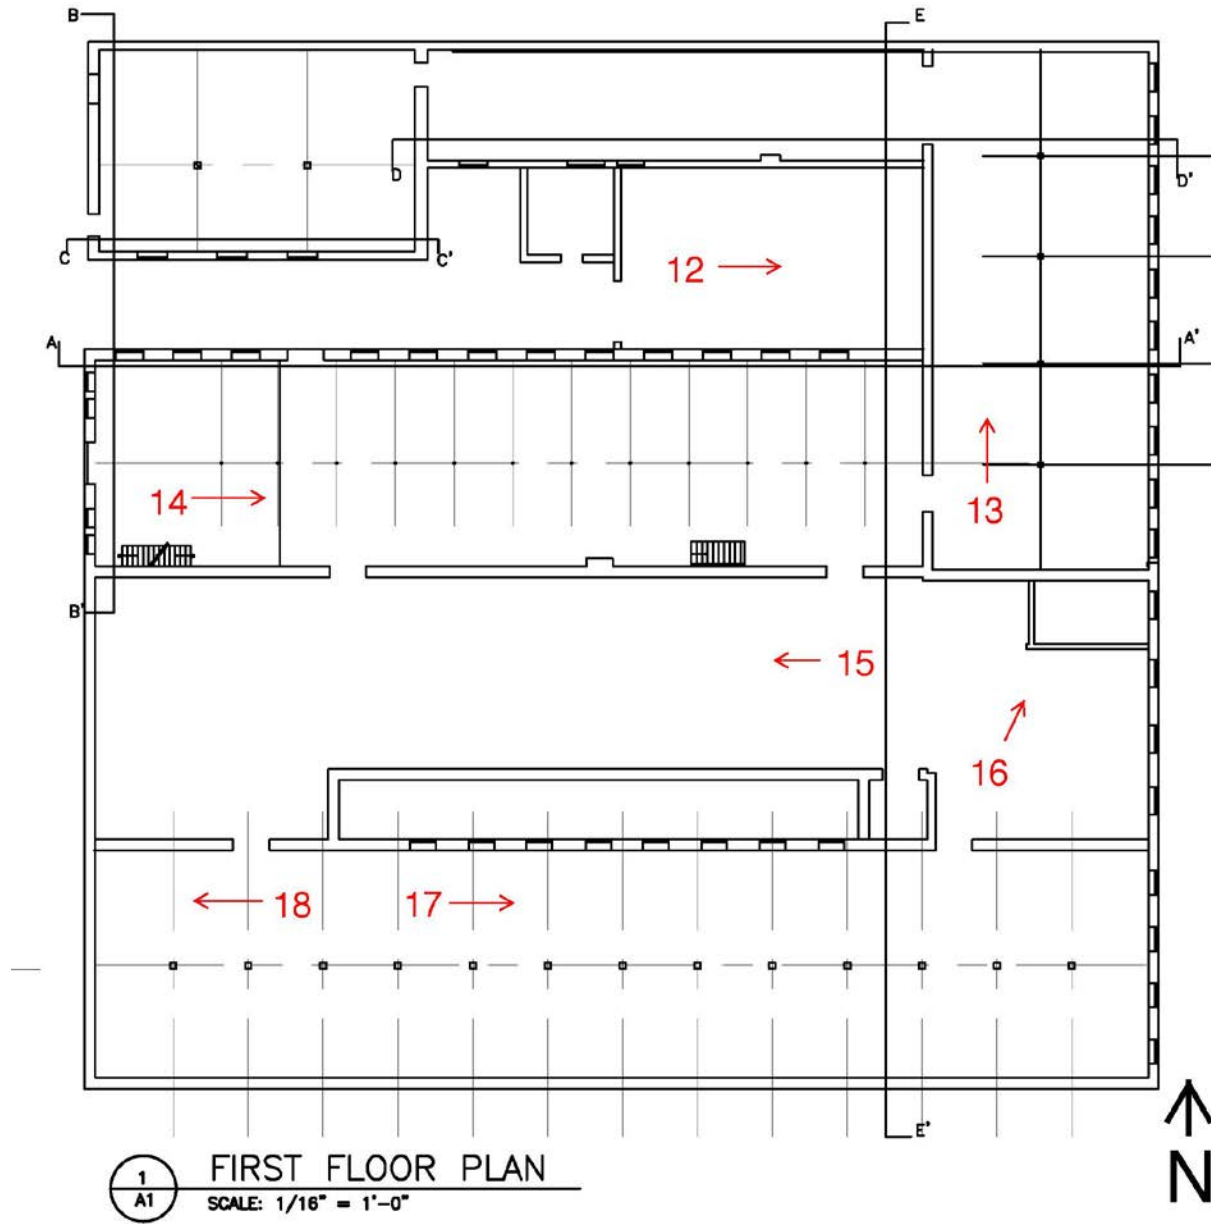 B E
D D'
C C'
12
A A'
14 13
B'
15
16
18 17
E'
N
1
A1
FIRST FLOOR PLAN
SCALE: 1/16" = 1'-0"